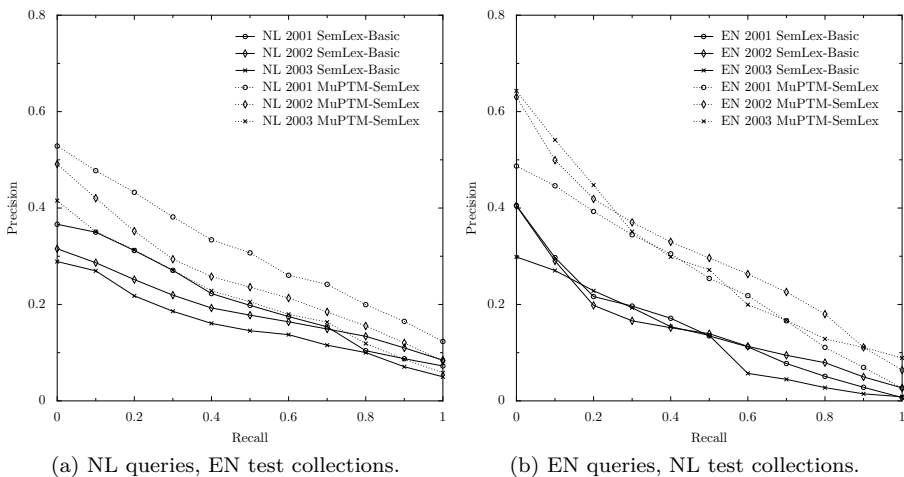 0.8
0.6
0.4
0.2
0
Precision
0
0.2
0.4
0.6
0.8
1
Recall
NL 2001 SemLex-Basic
NL 2002 SemLex-Basic
NL 2003 SemLex-Basic
NL 2001 MuPTM-SemLex
NL 2002 MuPTM-SemLex
NL 2003 MuPTM-SemLex
(a) NL queries, EN test collections.
0.8
0.6
0.4
0.2
0
Precision
0
0.2
0.4
0.6
0.8
1
Recall
EN 2001 SemLex-Basic
EN 2002 SemLex-Basic
EN 2003 SemLex-Basic
EN 2001 MuPTM-SemLex
EN 2002 MuPTM-SemLex
EN 2003 MuPTM-SemLex
(b) EN queries, NL test collections.